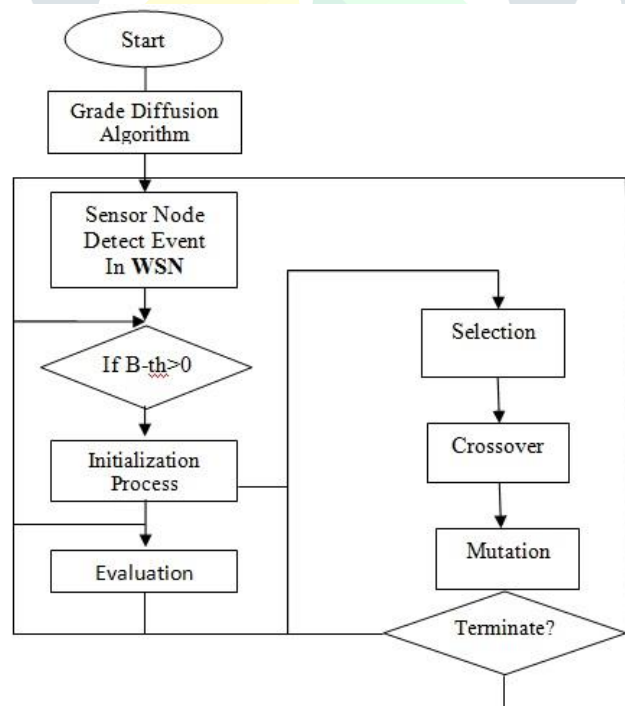 Start
Grade Diffusion
Algorithm
Sensor Node
Detect Event
In WSN
If B-th>0
Initialization
Process
Evaluation
Selection
Crossover
Mutation
Terminate?